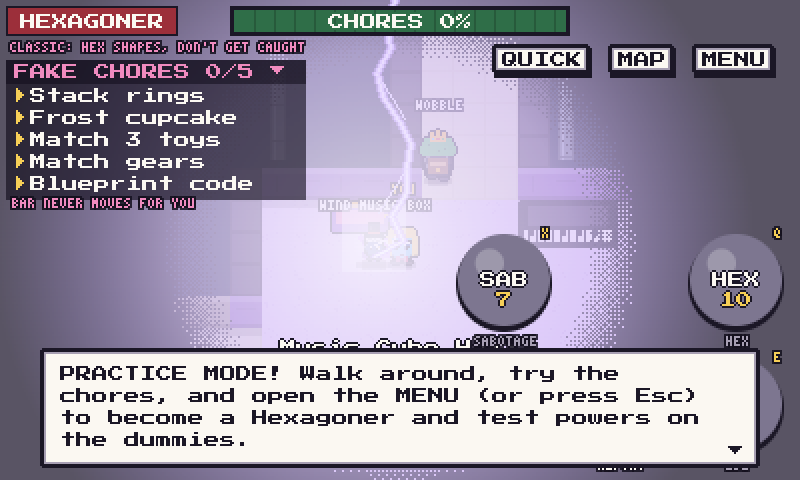 HEXAGONER
CHORES 0%
CLASSIC: HEX SHAPES, DON'T GET CAUGHT
QUICK
MAP
MENU
FAKE CHORES 0/5
Stack rings
Frost cupcake
Match 3 toys
Match gears
Blueprint code
BAR NEVER MOVES FOR YOU
WOBBLE
YOU
WIND MUSIC BOX
X
Q
SAB
7
HEX
10
SABOTAGE
HEX
E
Music Cube
PRACTICE MODE! Walk around, try the
chores, and open the MENU (or press Esc)
to become a Hexagoner and test powers on
the dummies.